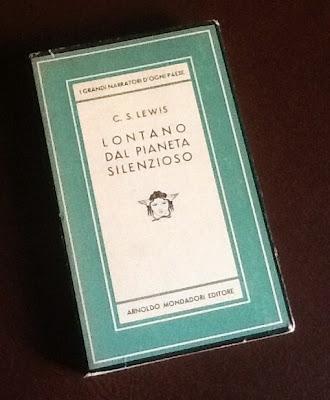 I GRANDI NARRATORI D'OGNI PAESE
C. S. LEWIS
LONTANO
DAL PIANETA
SILENZIOSO
ARNOLDO MONDADORI EDITORE